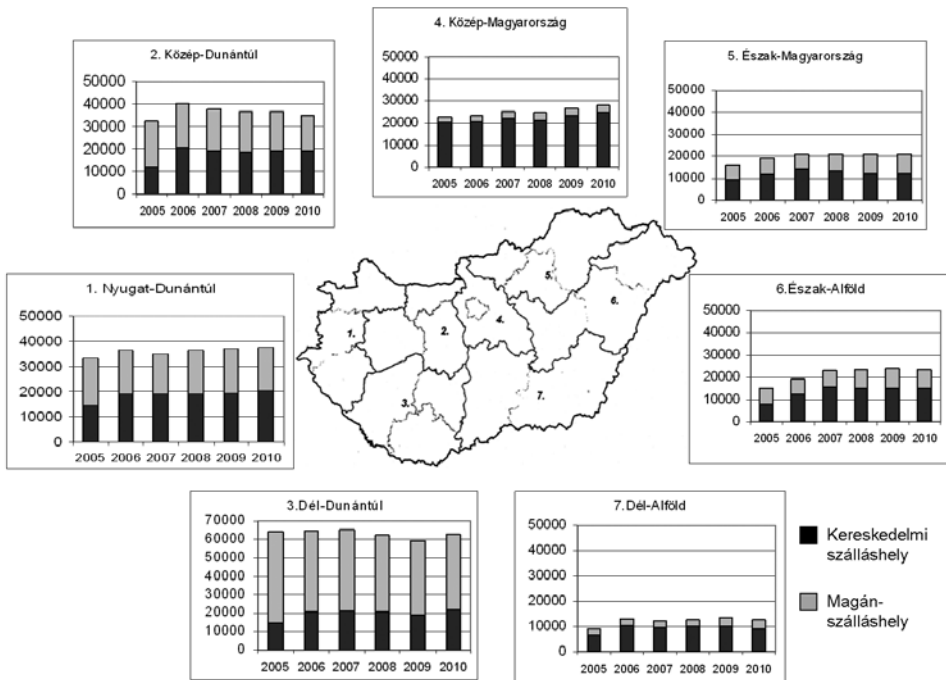 4. Közép-Magyarország
50000
40000
30000
20000
10000
0
2005 2006 2007 2008 2009 2010
2. Közép-Dunántúl
50000
40000
30000
20000
10000
0
2005 2006 2007 2008 2009 2010
5. Észak-Magyarország
50000
40000
30000
20000
10000
0
2005 2006 2007 2008 2009 2010
1. Nyugat-Dunántúl
50000
40000
30000
20000
10000
0
2005 2006 2007 2008 2009 2010
5.
6.
1.
2.
4.
3.
7.
6.Észak-Alföld
50000
40000
30000
20000
10000
0
2005 2006 2007 2008 2009 2010
3.Dél-Dunántúl
70000
60000
50000
40000
30000
20000
10000
0
2005 2006 2007 2008 2009 2010
7.Dél-Alföld
50000
40000
30000
20000
10000
0
2005 2006 2007 2008 2009 2010
Kereskedelmi
szálláshely
Magán-
szálláshely